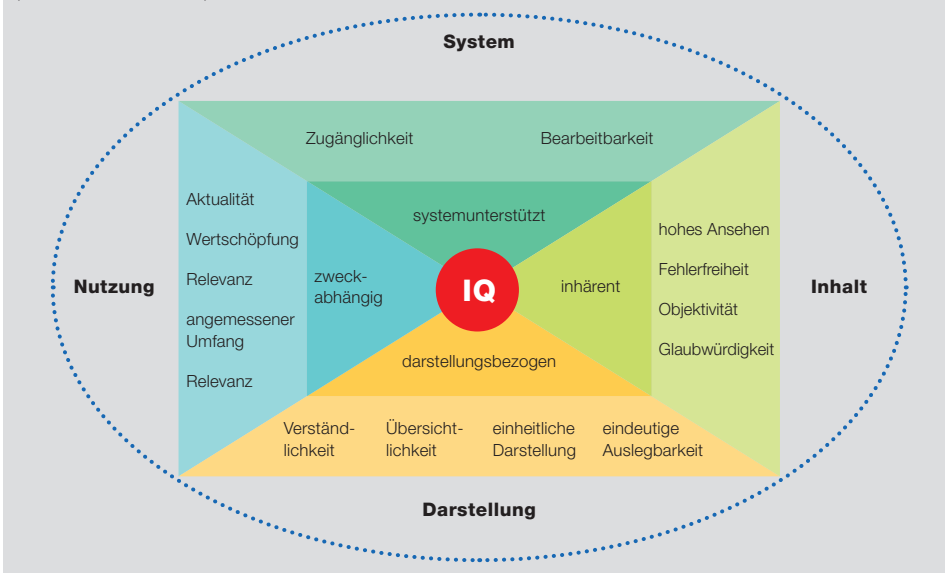 System
Zugänglichkeit
Bearbeitbarkeit
systemunterstützt
Nutzung
Aktualität
Wertschöpfung
Relevanz
angemessener
Umfang
Relevanz
zweck-
abhängig
IQ
inhärent
hohes Ansehen
Fehlerfreiheit
Objektivität
Glaubwürdigkeit
Inhalt
darstellungsbezogen
Verständ-
lichkeit
Übersicht-
lichkeit
einheitliche
Darstellung
eindeutige
Auslegbarkeit
Darstellung